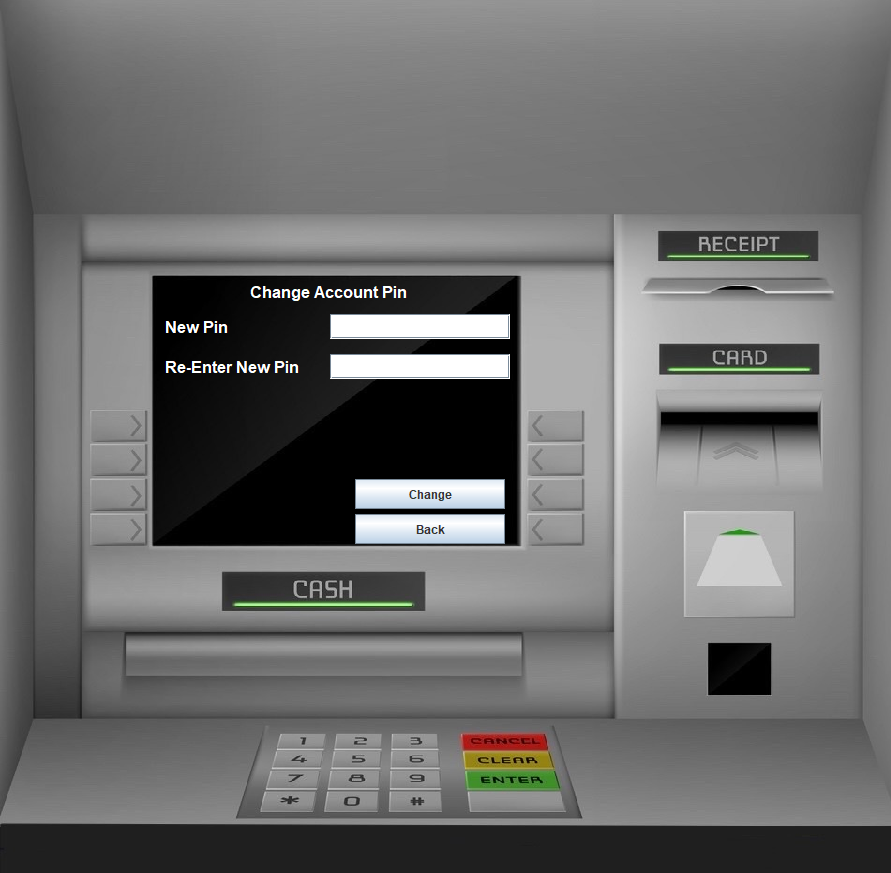 RECEIPT
Change Account Pin
New Pin
Re-Enter New Pin
CARD
Change
Back
CASH
1 2 3 CANCEL
4 5 6 CLEAR
7 8 9 ENTER
* 0 #